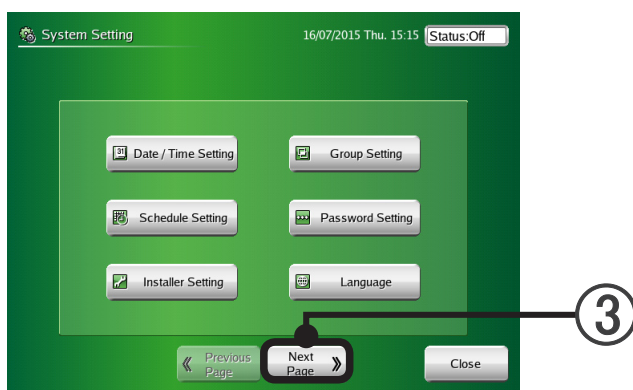 System Setting
16/07/2015 Thu. 15:15 Status:Off
31 Date / Time Setting
Group Setting
Schedule Setting
Password Setting
Installer Setting
Language
Previous
Page
Next
Page
Close
3